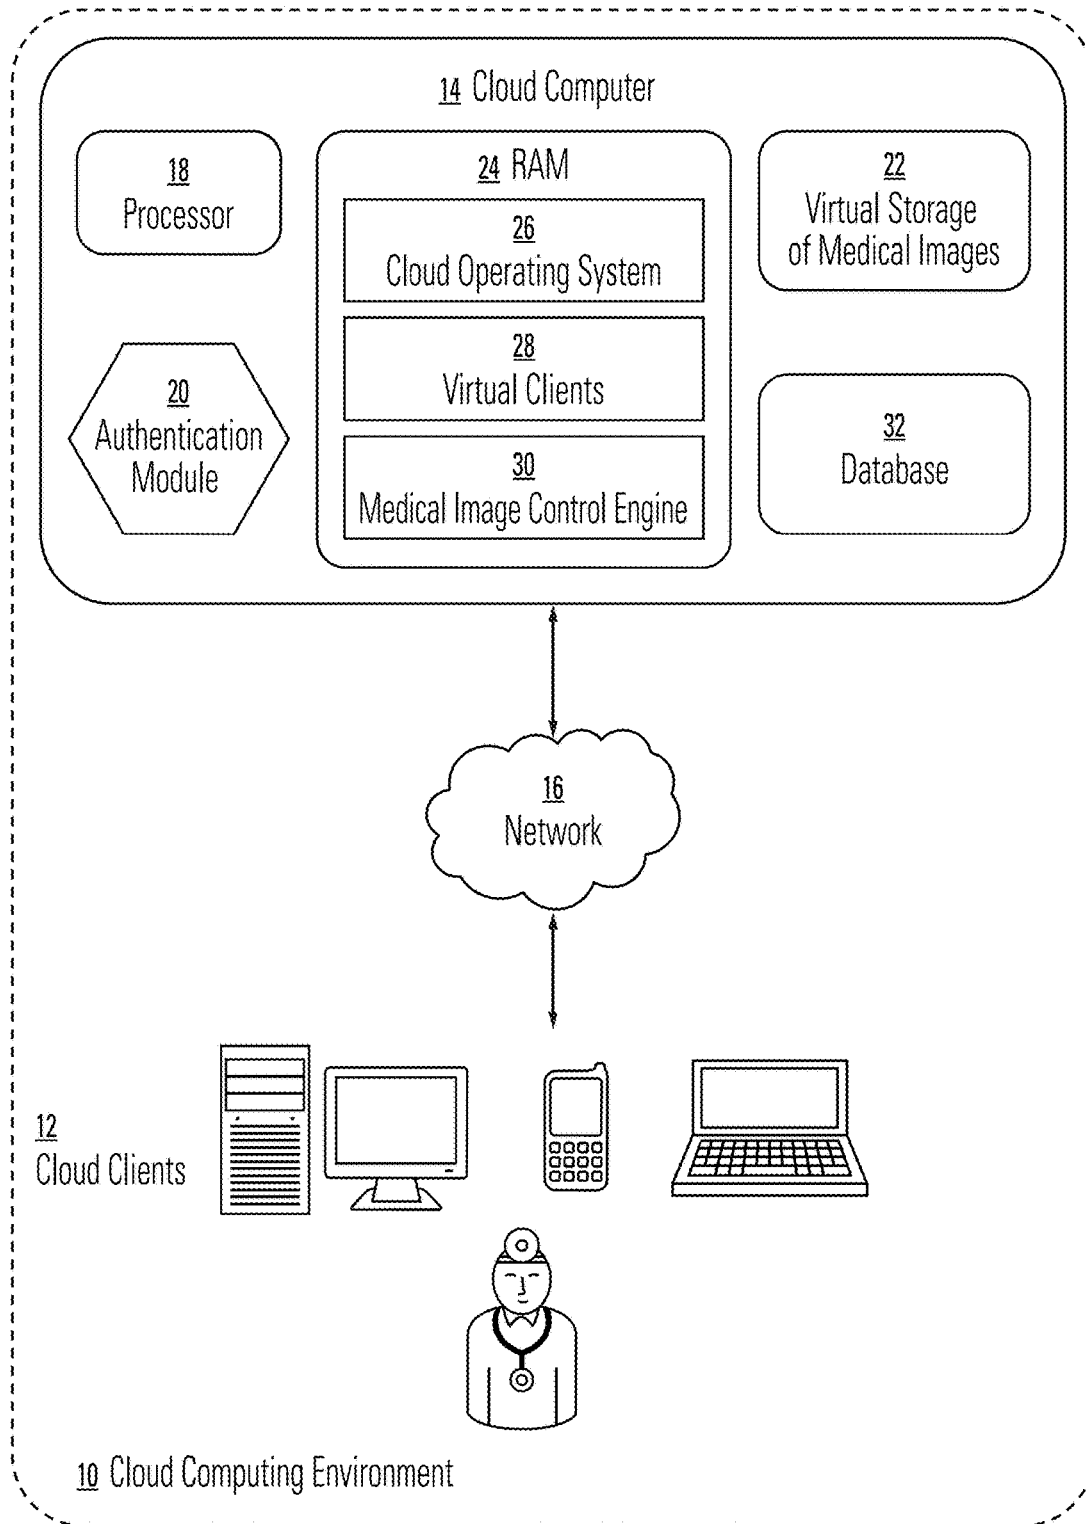 14 Cloud Computer
18
Processor
24 RAM
26
Cloud Operating System
28
Virtual Clients
30
Medical Image Control Engine
22
Virtual Storage
of Medical Images
20
Authentication
Module
32
Database
16
Network
12
Cloud Clients
10 Cloud Computing Environment